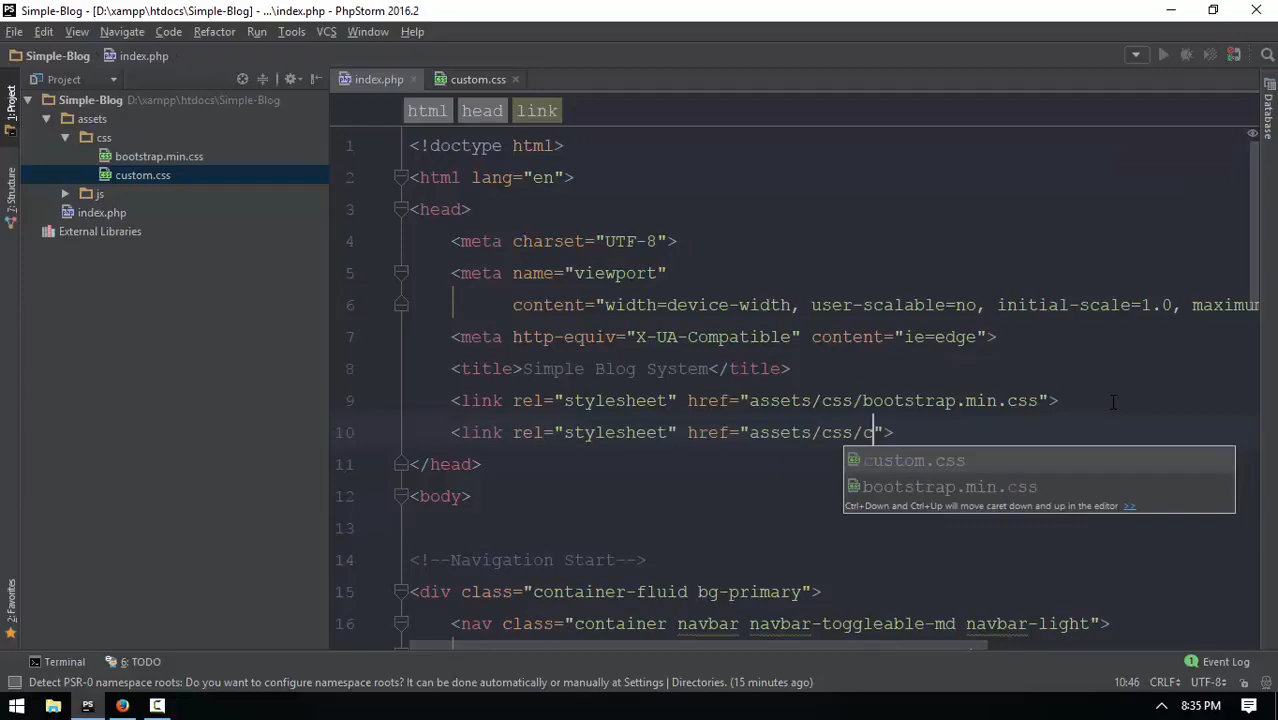 Simple-Blog - [D:\xampp\htdocs\Simple-Blog] - ...\index.php - PhpStorm 2016.2
File Edit View Navigate Code Refactor Run Tools VCS Window Help
Simple-Blog index.php
Project
index.php
custom.css
1: Project
7: Structure
2: Favorites
Database
Simple-Blog D:\xampp\htdocs\Simple-Blog
assets
css
bootstrap.min.css
custom.css
js
index.php
External Libraries
html head link
1 <!doctype html>
2 <html lang="en">
3 <head>
4 <meta charset="UTF-8">
5 <meta name="viewport"
6 content="width=device-width, user-scalable=no, initial-scale=1.0, maximum
7 <meta http-equiv="X-UA-Compatible" content="ie=edge">
8 <title>Simple Blog System</title>
9 <link rel="stylesheet" href="assets/css/bootstrap.min.css">
10 <link rel="stylesheet" href="assets/css/c">
custom.css
bootstrap.min.css
Ctrl+Down and Ctrl+Up will move caret down and up in the editor >>
11 </head>
12 <body>
13
14 <!--Navigation Start-->
15 <div class="container-fluid bg-primary">
16 <nav class="container navbar navbar-toggleable-md navbar-light">
Terminal 6: TODO 1 Event Log
Detect PSR-0 namespace roots: Do you want to configure namespace roots? It can be done automatically or manually at Settings | Directories. (15 minutes ago) 10:46 CRLF÷ UTF-8÷
PS 8:35 PM